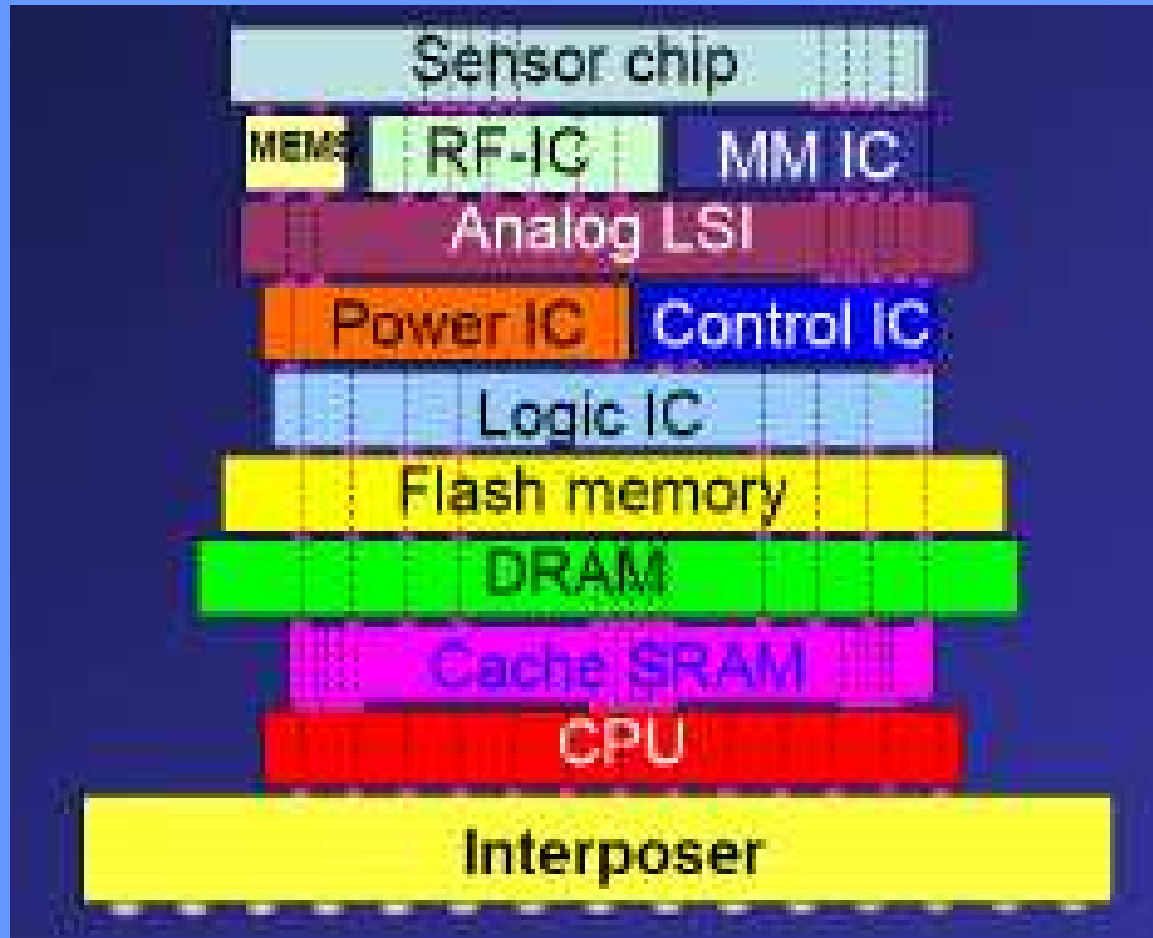 Sensor chip
MEMS RF-IC MM IC
Analog LSI
Power IC Control IC
Logic IC
Flash memory
DRAM
Cache SRAM
CPU
Interposer